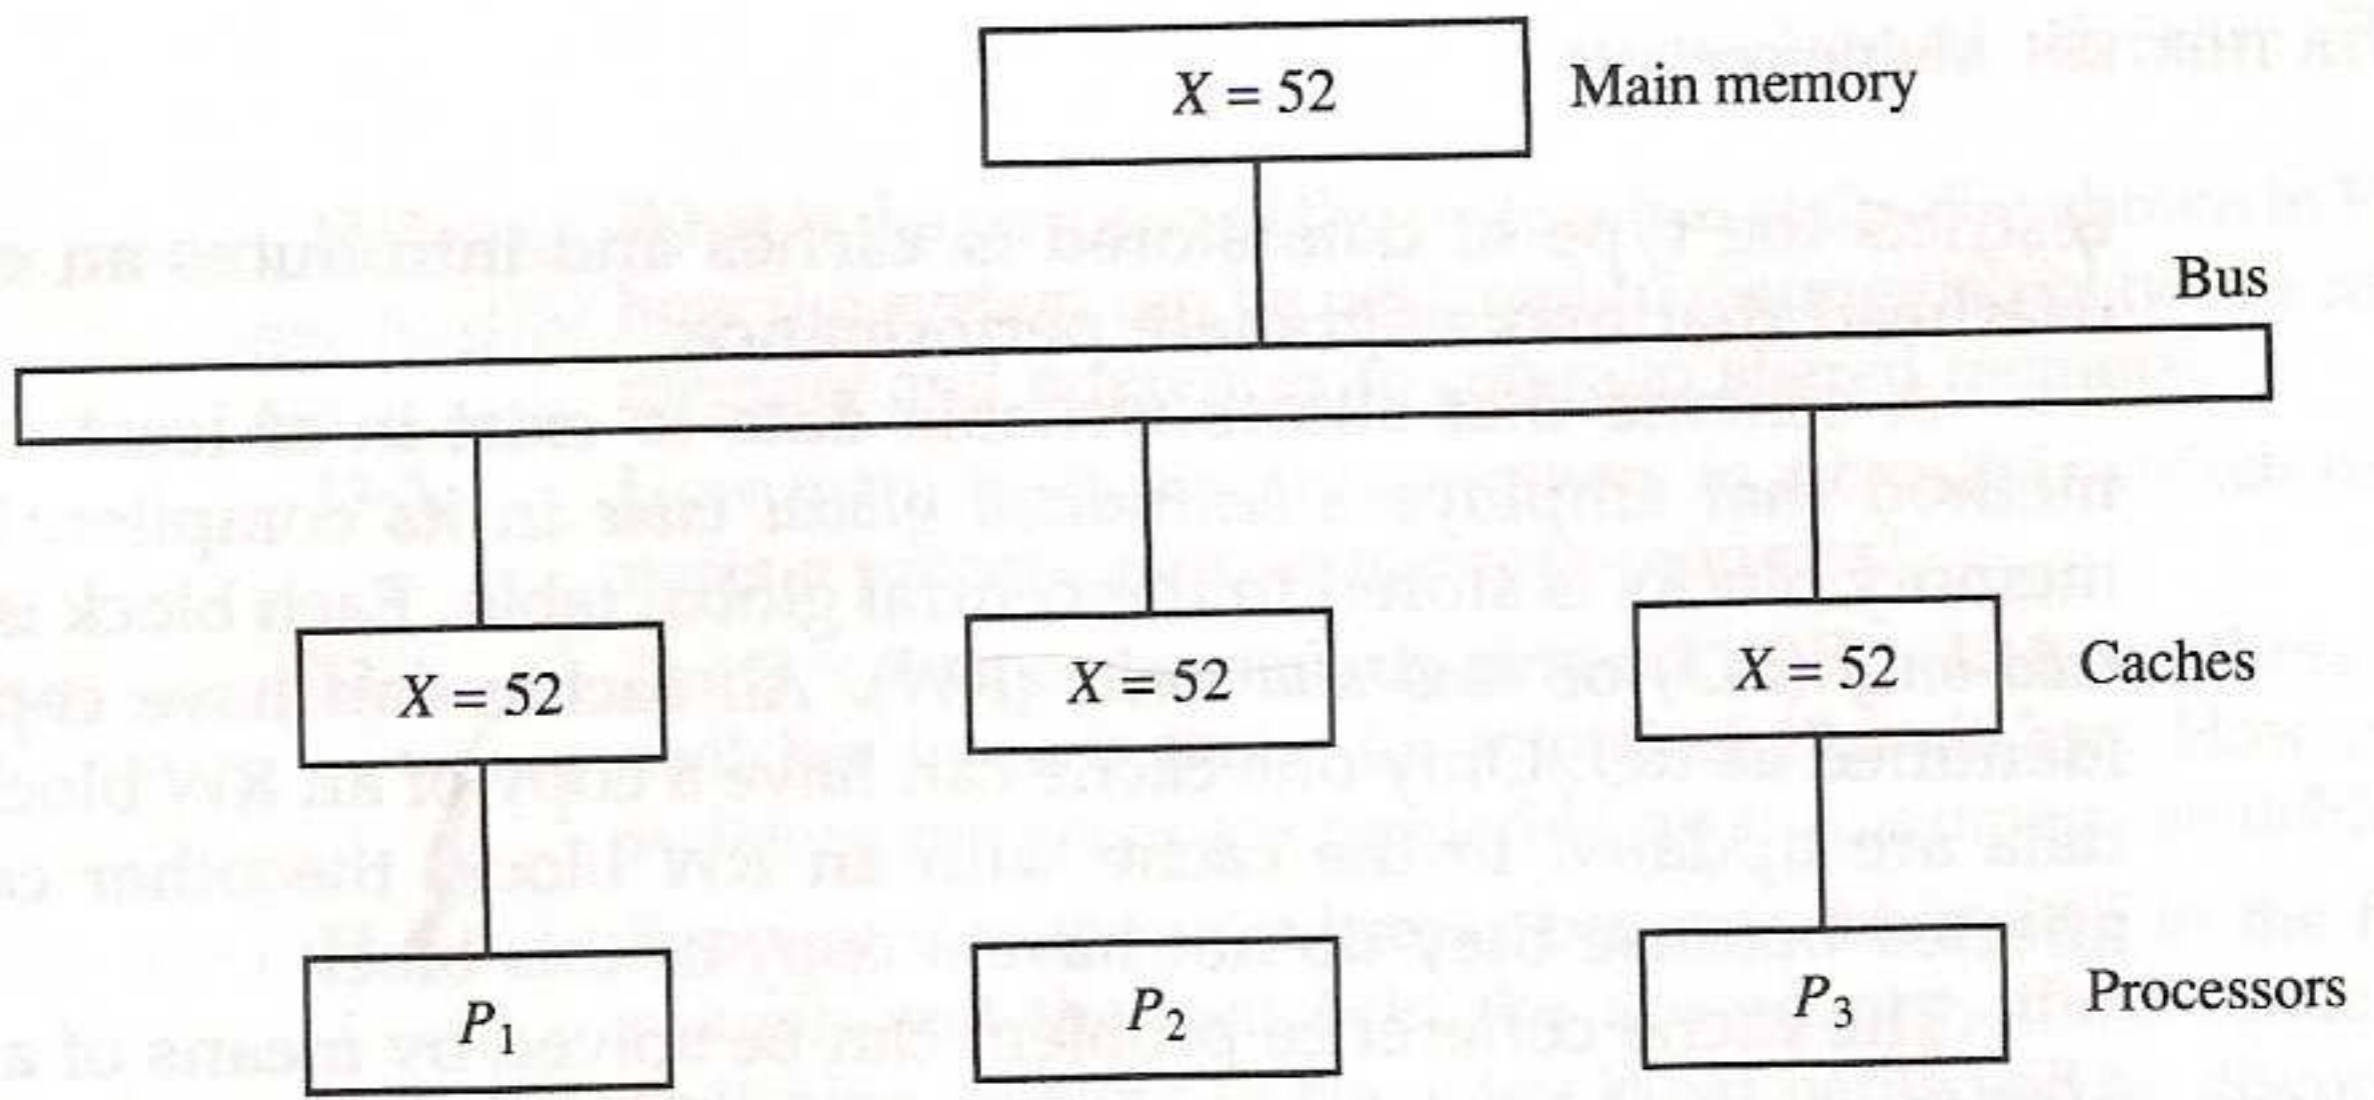 X = 52 Main memory
Bus
X = 52 X = 52 X = 52 Caches
P₁ P₂ P₃ Processors